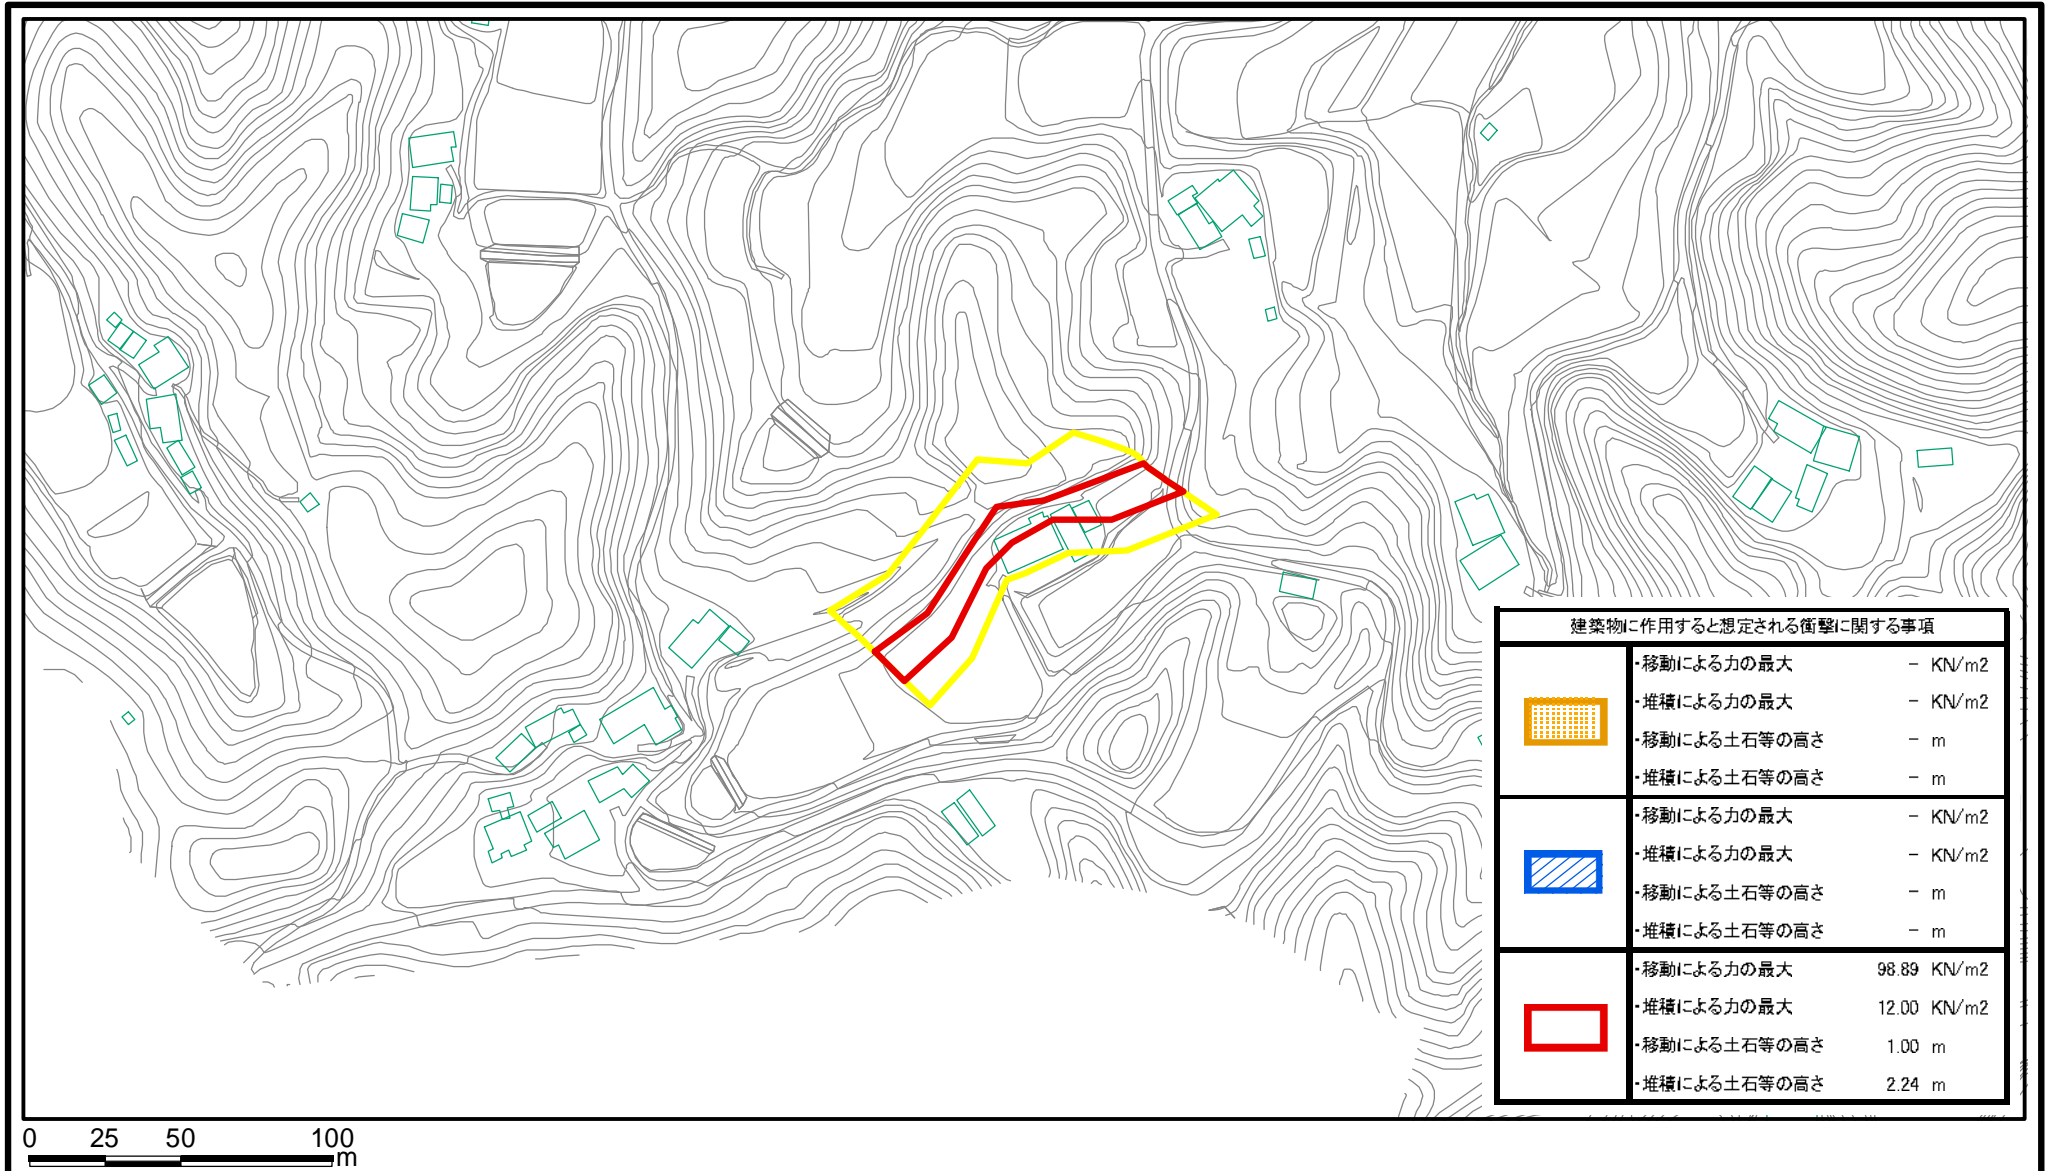 建築物に作用すると想定される衝撃に関する事項
・移動による力の最大 - KN/m2
・堆積による力の最大 - KN/m2
・移動による土石等の高さ - m
・堆積による土石等の高さ - m
・移動による力の最大 - KN/m2
・堆積による力の最大 - KN/m2
・移動による土石等の高さ - m
・堆積による土石等の高さ - m
・移動による力の最大 98.89 KN/m2
・堆積による力の最大 12.00 KN/m2
・移動による土石等の高さ 1.00 m
・堆積による土石等の高さ 2.24 m
0 25 50 100
m